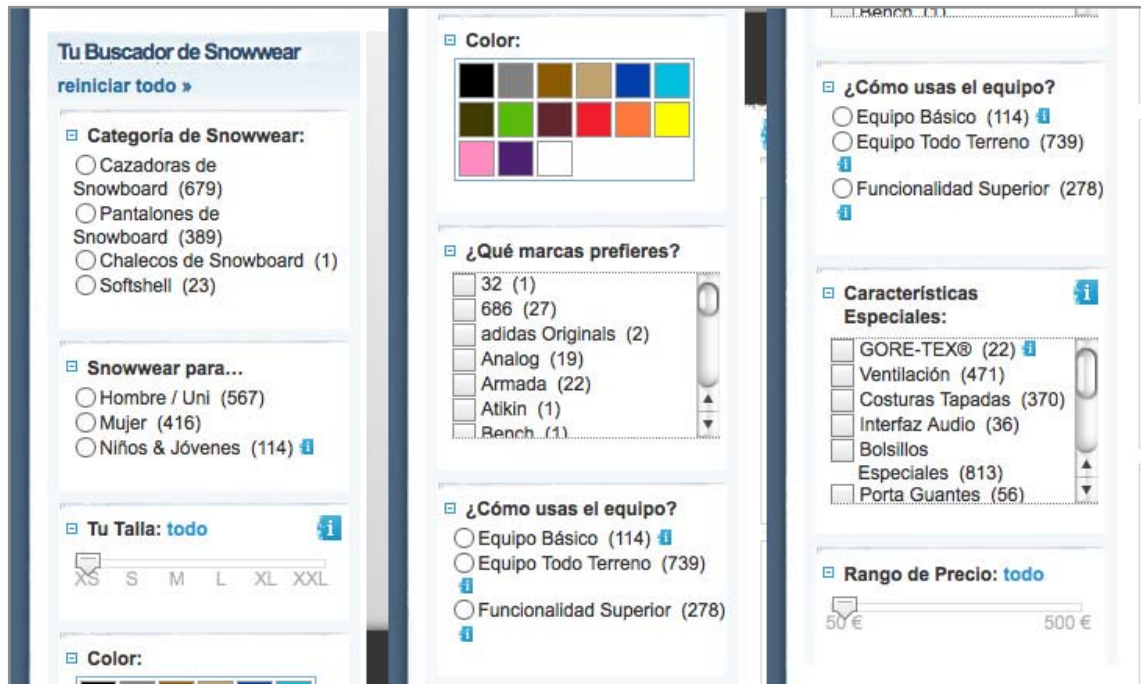 Tu Buscador de Snowwear
reiniciar todo »
Categoría de Snowwear:
Cazadoras de
Snowboard (679)
Pantalones de
Snowboard (389)
Chalecos de Snowboard (1)
Softshell (23)
Snowwear para...
Hombre / Uni (567)
Mujer (416)
Niños & Jóvenes (114) i
Tu Talla: todo i
XS S M L XL XXL
Color:
Color:
¿Qué marcas prefieres?
32 (1)
686 (27)
adidas Originals (2)
Analog (19)
Armada (22)
Atikin (1)
Bench (1)
¿Cómo usas el equipo?
Equipo Básico (114) i
Equipo Todo Terreno (739)
i
Funcionalidad Superior (278)
i
Bench (1)
¿Cómo usas el equipo?
Equipo Básico (114) i
Equipo Todo Terreno (739)
i
Funcionalidad Superior (278)
i
Características i
Especiales:
GORE-TEX® (22) i
Ventilación (471)
Costuras Tapadas (370)
Interfaz Audio (36)
Bolsillos
Especiales (813)
Porta Guantes (56)
Rango de Precio: todo
50 € 500 €